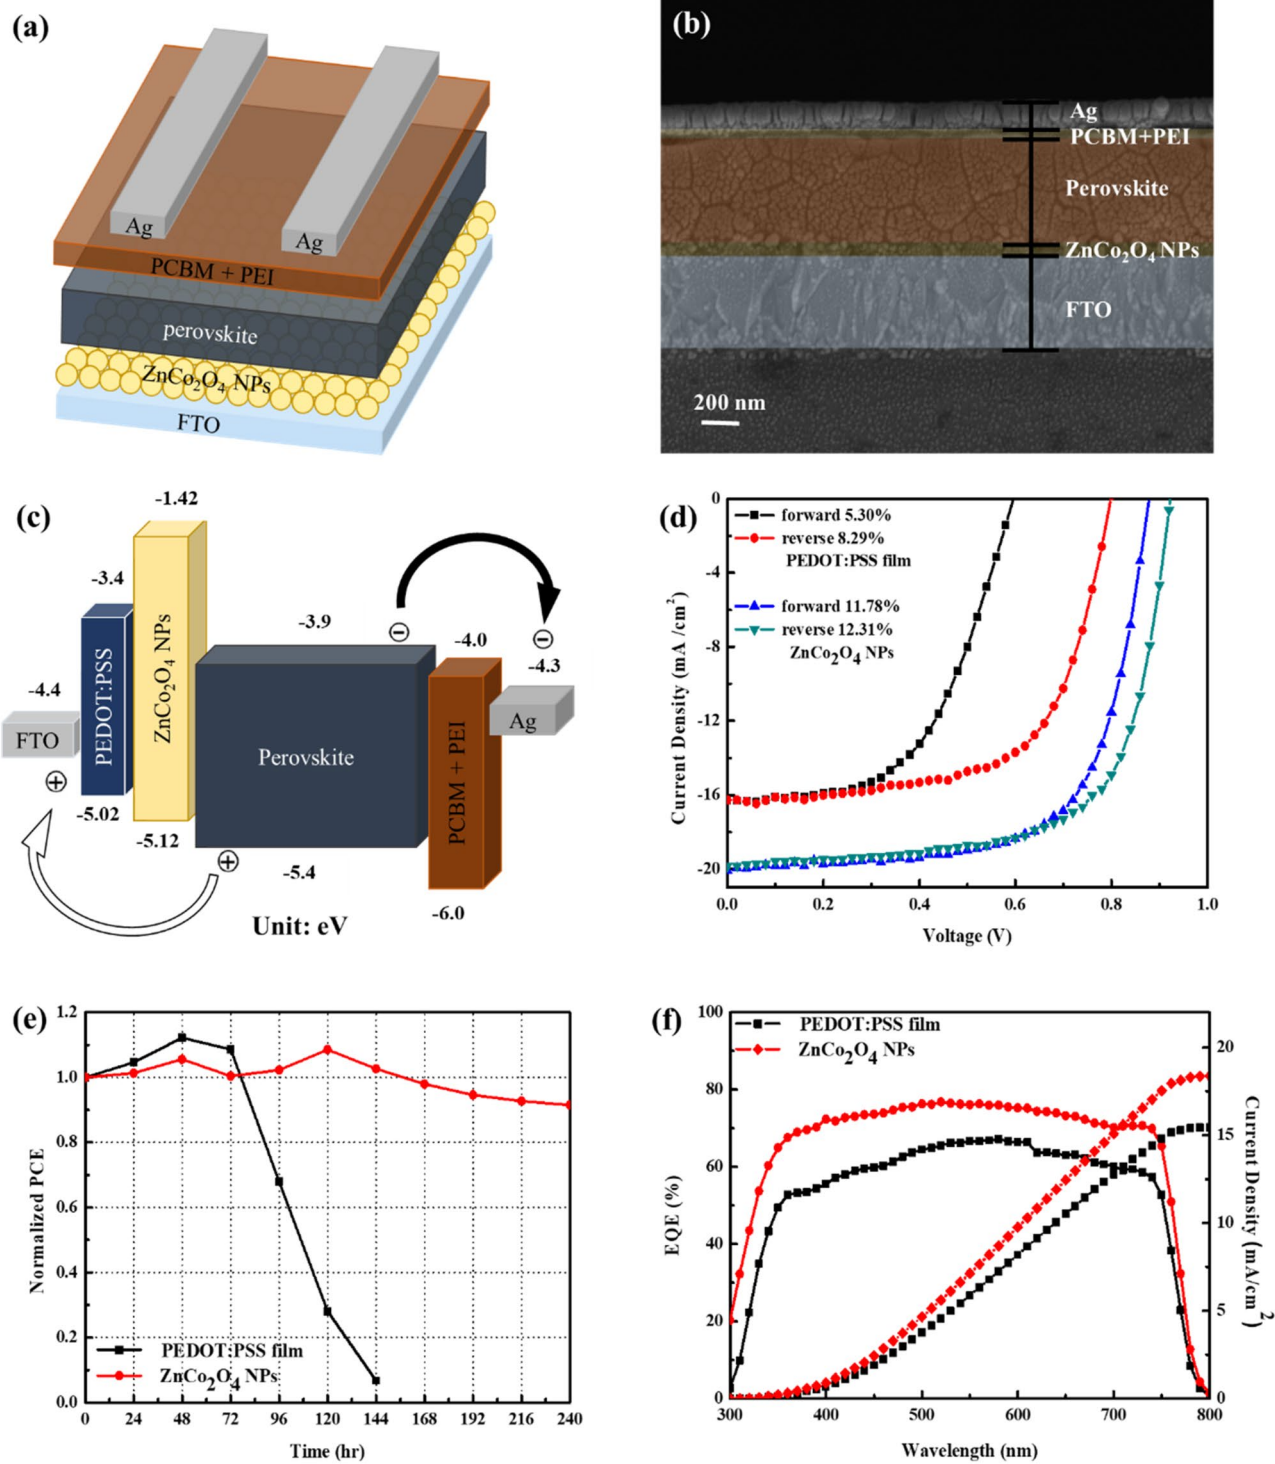 (a)
Ag
Ag
PCBM + PEI
perovskite
ZnCo₂O₄ NPs
FTO
(b)
Ag
PCBM+PEI
Perovskite
ZnCo₂O₄ NPs
FTO
200 nm
(c)
-1.42
-3.4
-3.9
-4.0
-4.3
-4.4
FTO
PEDOT:PSS
ZnCo₂O₄ NPs
Perovskite
PCBM + PEI
Ag
-5.02
-5.12
-5.4
-6.0
Unit: eV
(d)
forward 5.30%
reverse 8.29%
PEDOT:PSS film
forward 11.78%
reverse 12.31%
ZnCo₂O₄ NPs
0
-4
-8
-12
-16
-20
Current Density (mA /cm²)
0.0 0.2 0.4 0.6 0.8 1.0
Voltage (V)
(e)
1.2
1.0
0.8
0.6
0.4
0.2
0.0
Normalized PCE
PEDOT:PSS film
ZnCo₂O₄ NPs
0 24 48 72 96 120 144 168 192 216 240
Time (hr)
(f)
PEDOT:PSS film
ZnCo₂O₄ NPs
100
80
60
40
20
0
EQE (%)
20
15
10
5
0
Current Density (mA/cm²)
300 400 500 600 700 800
Wavelength (nm)